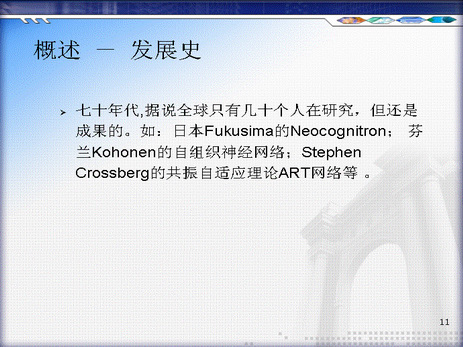 概述 － 发展史
➢ 七十年代,据说全球只有几十个人在研究，但还是
成果的。如：日本Fukusima的Neocognitron； 芬
兰Kohonen的自组织神经网络；Stephen
Crossberg的共振自适应理论ART网络等 。
11